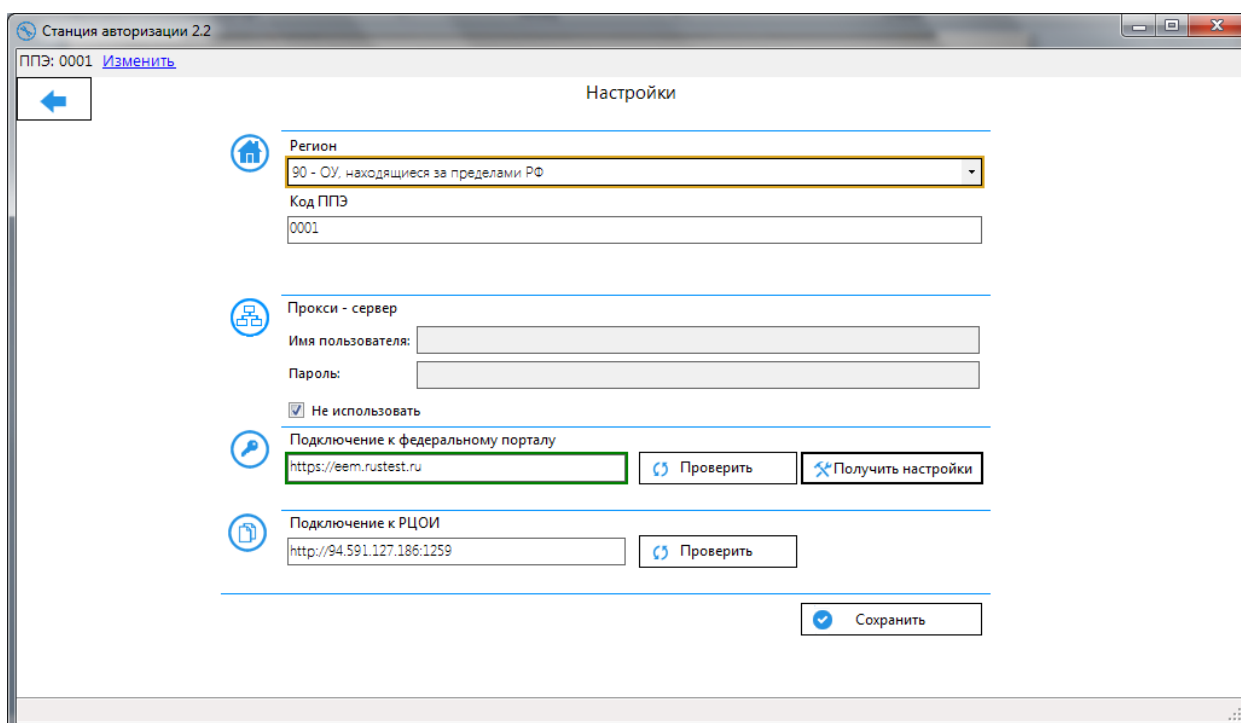 Станция авторизации 2.2
ППЭ: 0001 Изменить
Настройки
Регион
90 - ОУ, находящиеся за пределами РФ
Код ППЭ
0001
Прокси - сервер
Имя пользователя:
Пароль:
Не использовать
Подключение к федеральному порталу
https://eem.rustest.ru Проверить Получить настройки
Подключение к РЦОИ
http://94.591.127.186:1259 Проверить
Сохранить